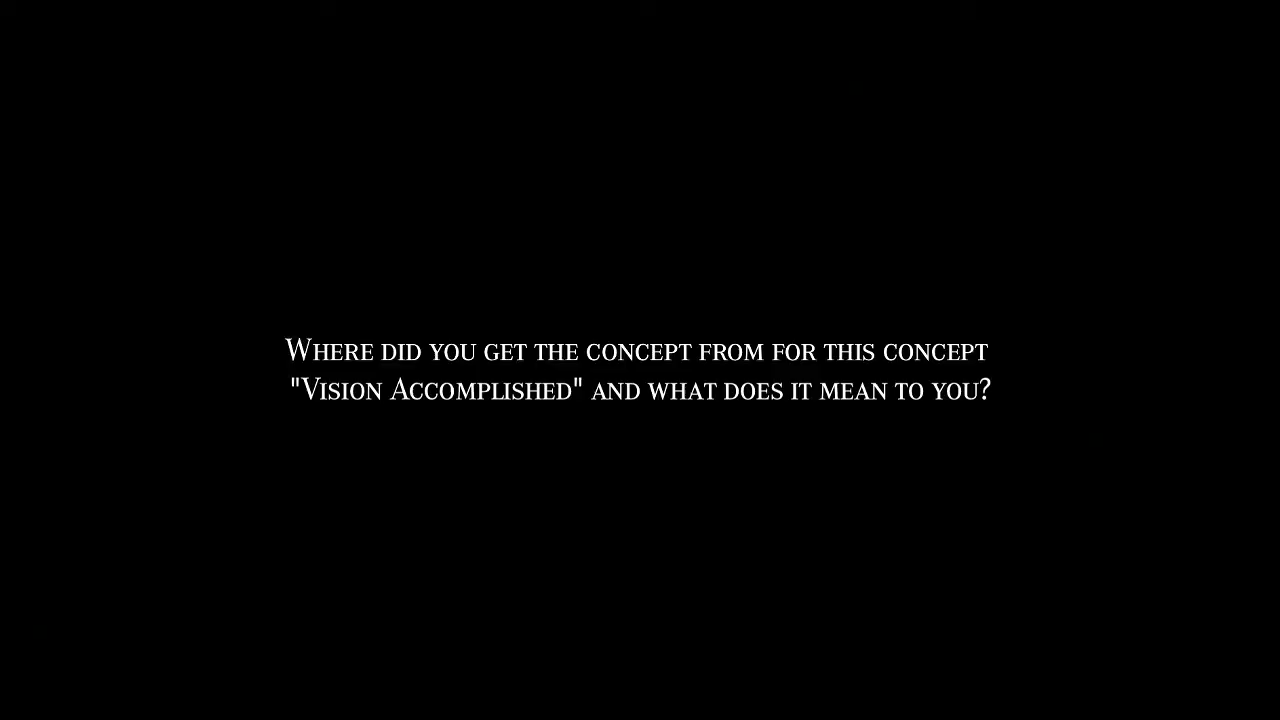 Where did you get the concept from for this concept
"Vision Accomplished" and what does it mean to you?